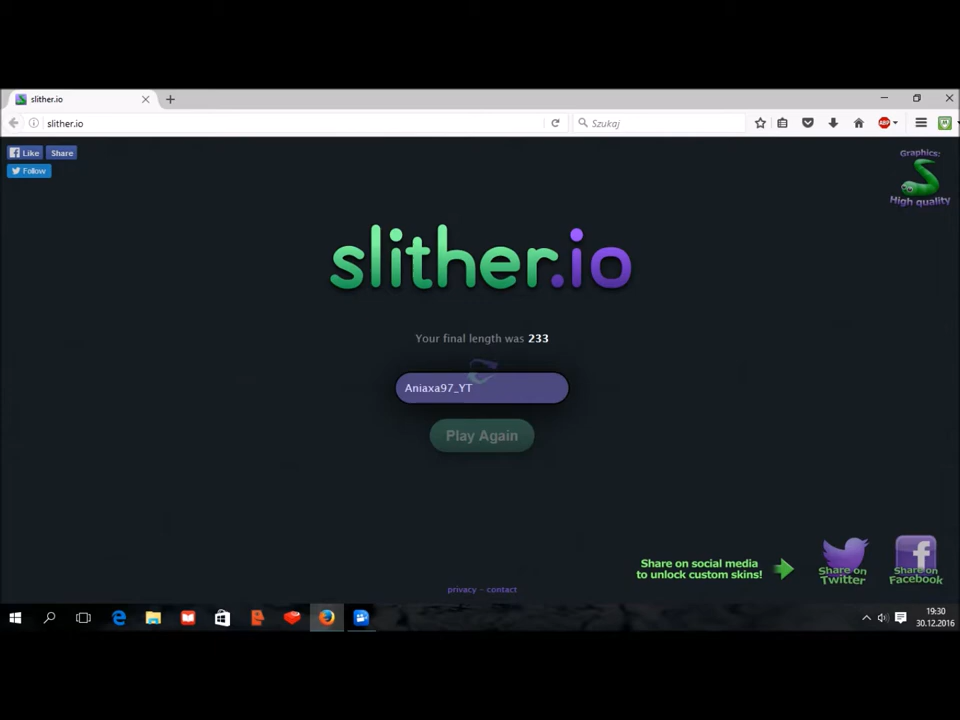 slither.io
slither.io
Szukaj
ABP
Like
Share
Follow
Graphics:
High quality
slither.io
Your final length was 233
Aniaxa97_YT
Play Again
Share on social media
to unlock custom skins!
Share on
Twitter
Share on
Facebook
privacy - contact
19:30
30.12.2016